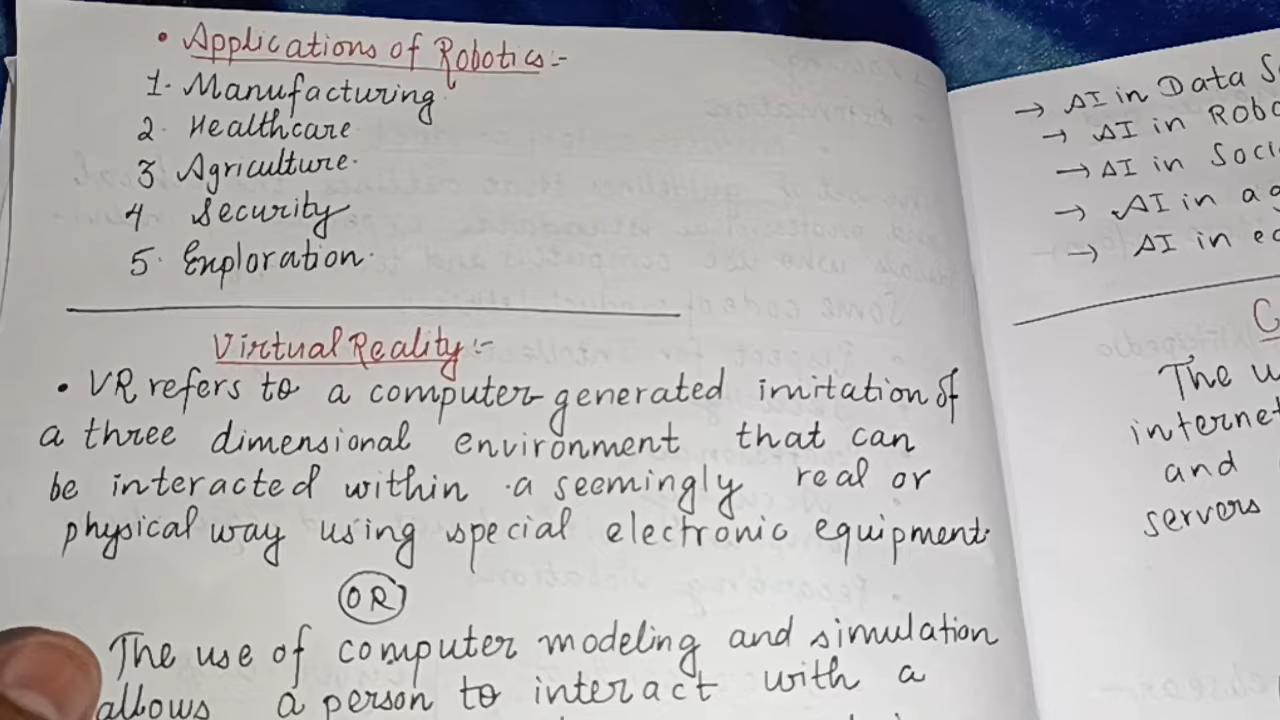 • Applications of Robotics:-
1. Manufacturing
2. Healthcare
3 Agriculture.
4 Security
5. Exploration.
Virtual Reality :-
• VR refers to a computer-generated imitation of
a three dimensional environment that can
be interacted within a seemingly real or
physical way using special electronic equipment.
OR
The use of computer modeling and simulation
allows a person to interact with a
→ AI in Data
→ AI in
→ AI in
→ AI in
→ AI in
The
internet
and
servers